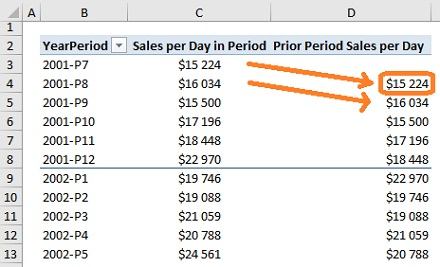 A B C D
1
2 YearPeriod Sales per Day in Period Prior Period Sales per Day
3 2001-P7 $15 224
4 2001-P8 $16 034 $15 224
5 2001-P9 $15 500 $16 034
6 2001-P10 $17 196 $15 500
7 2001-P11 $18 448 $17 196
8 2001-P12 $22 970 $18 448
9 2002-P1 $19 746 $22 970
10 2002-P2 $19 088 $19 746
11 2002-P3 $21 059 $19 088
12 2002-P4 $20 788 $21 059
13 2002-P5 $24 561 $20 788